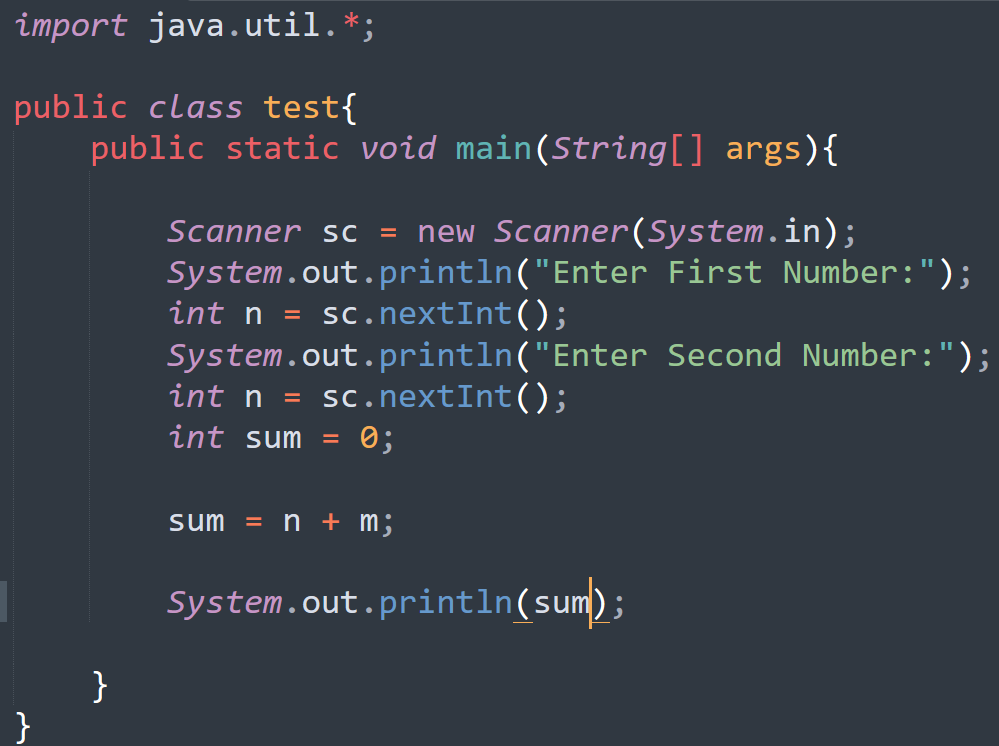 import java.util.*;
public class test{
public static void main(String[] args){
Scanner sc = new Scanner(System.in);
System.out.println("Enter First Number:");
int n = sc.nextInt();
System.out.println("Enter Second Number:");
int n = sc.nextInt();
int sum = 0;
sum = n + m;
System.out.println(sum);
}
}